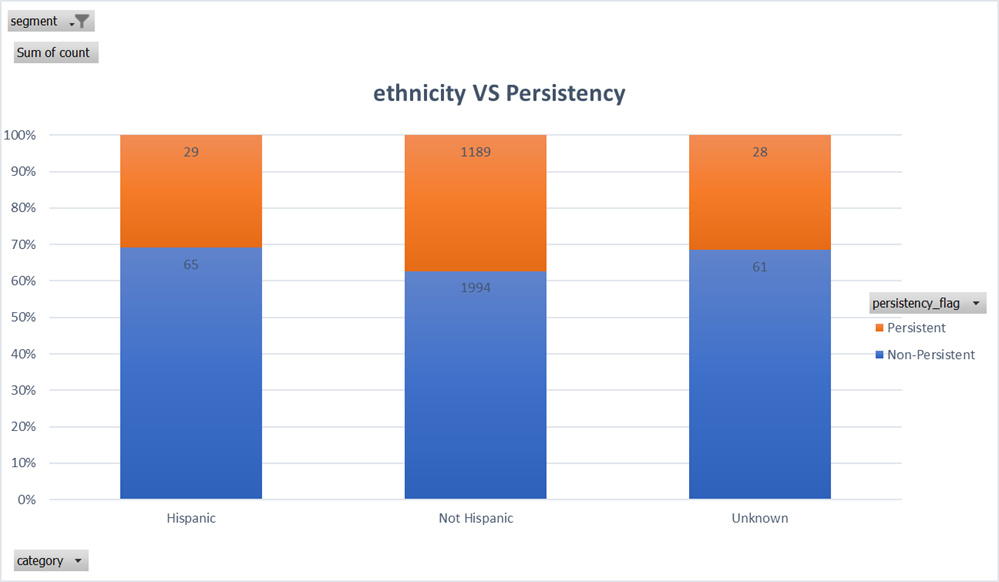 segment
Sum of count
ethnicity VS Persistency
100%
90%
80%
70%
60%
50%
40%
30%
20%
10%
0%
29
1189
28
65
1994
61
persistency_flag
Persistent
Non-Persistent
Hispanic
Not Hispanic
Unknown
category